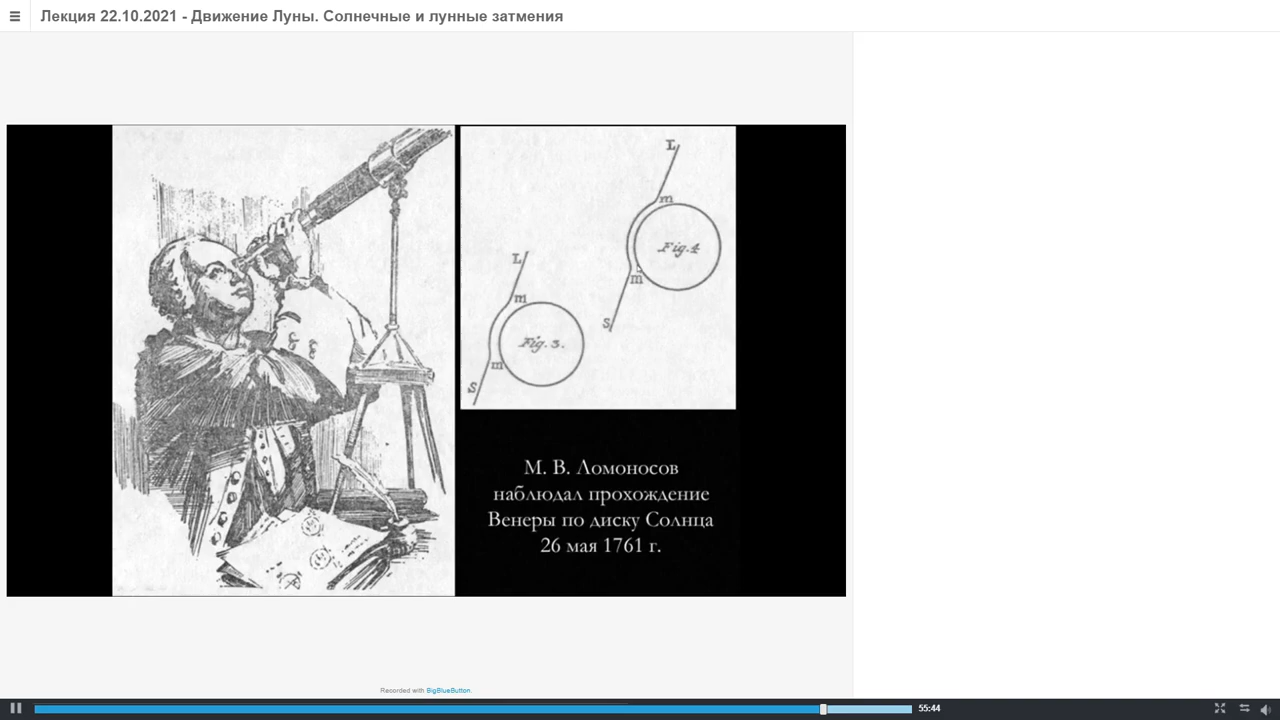 Лекция 22.10.2021 - Движение Луны. Солнечные и лунные затмения
L
m
Fig.4
m
S
L
m
Fig. 3.
m
S
М. В. Ломоносов
наблюдал прохождение
Венеры по диску Солнца
26 мая 1761 г.
Recorded with BigBlueButton.
55:44